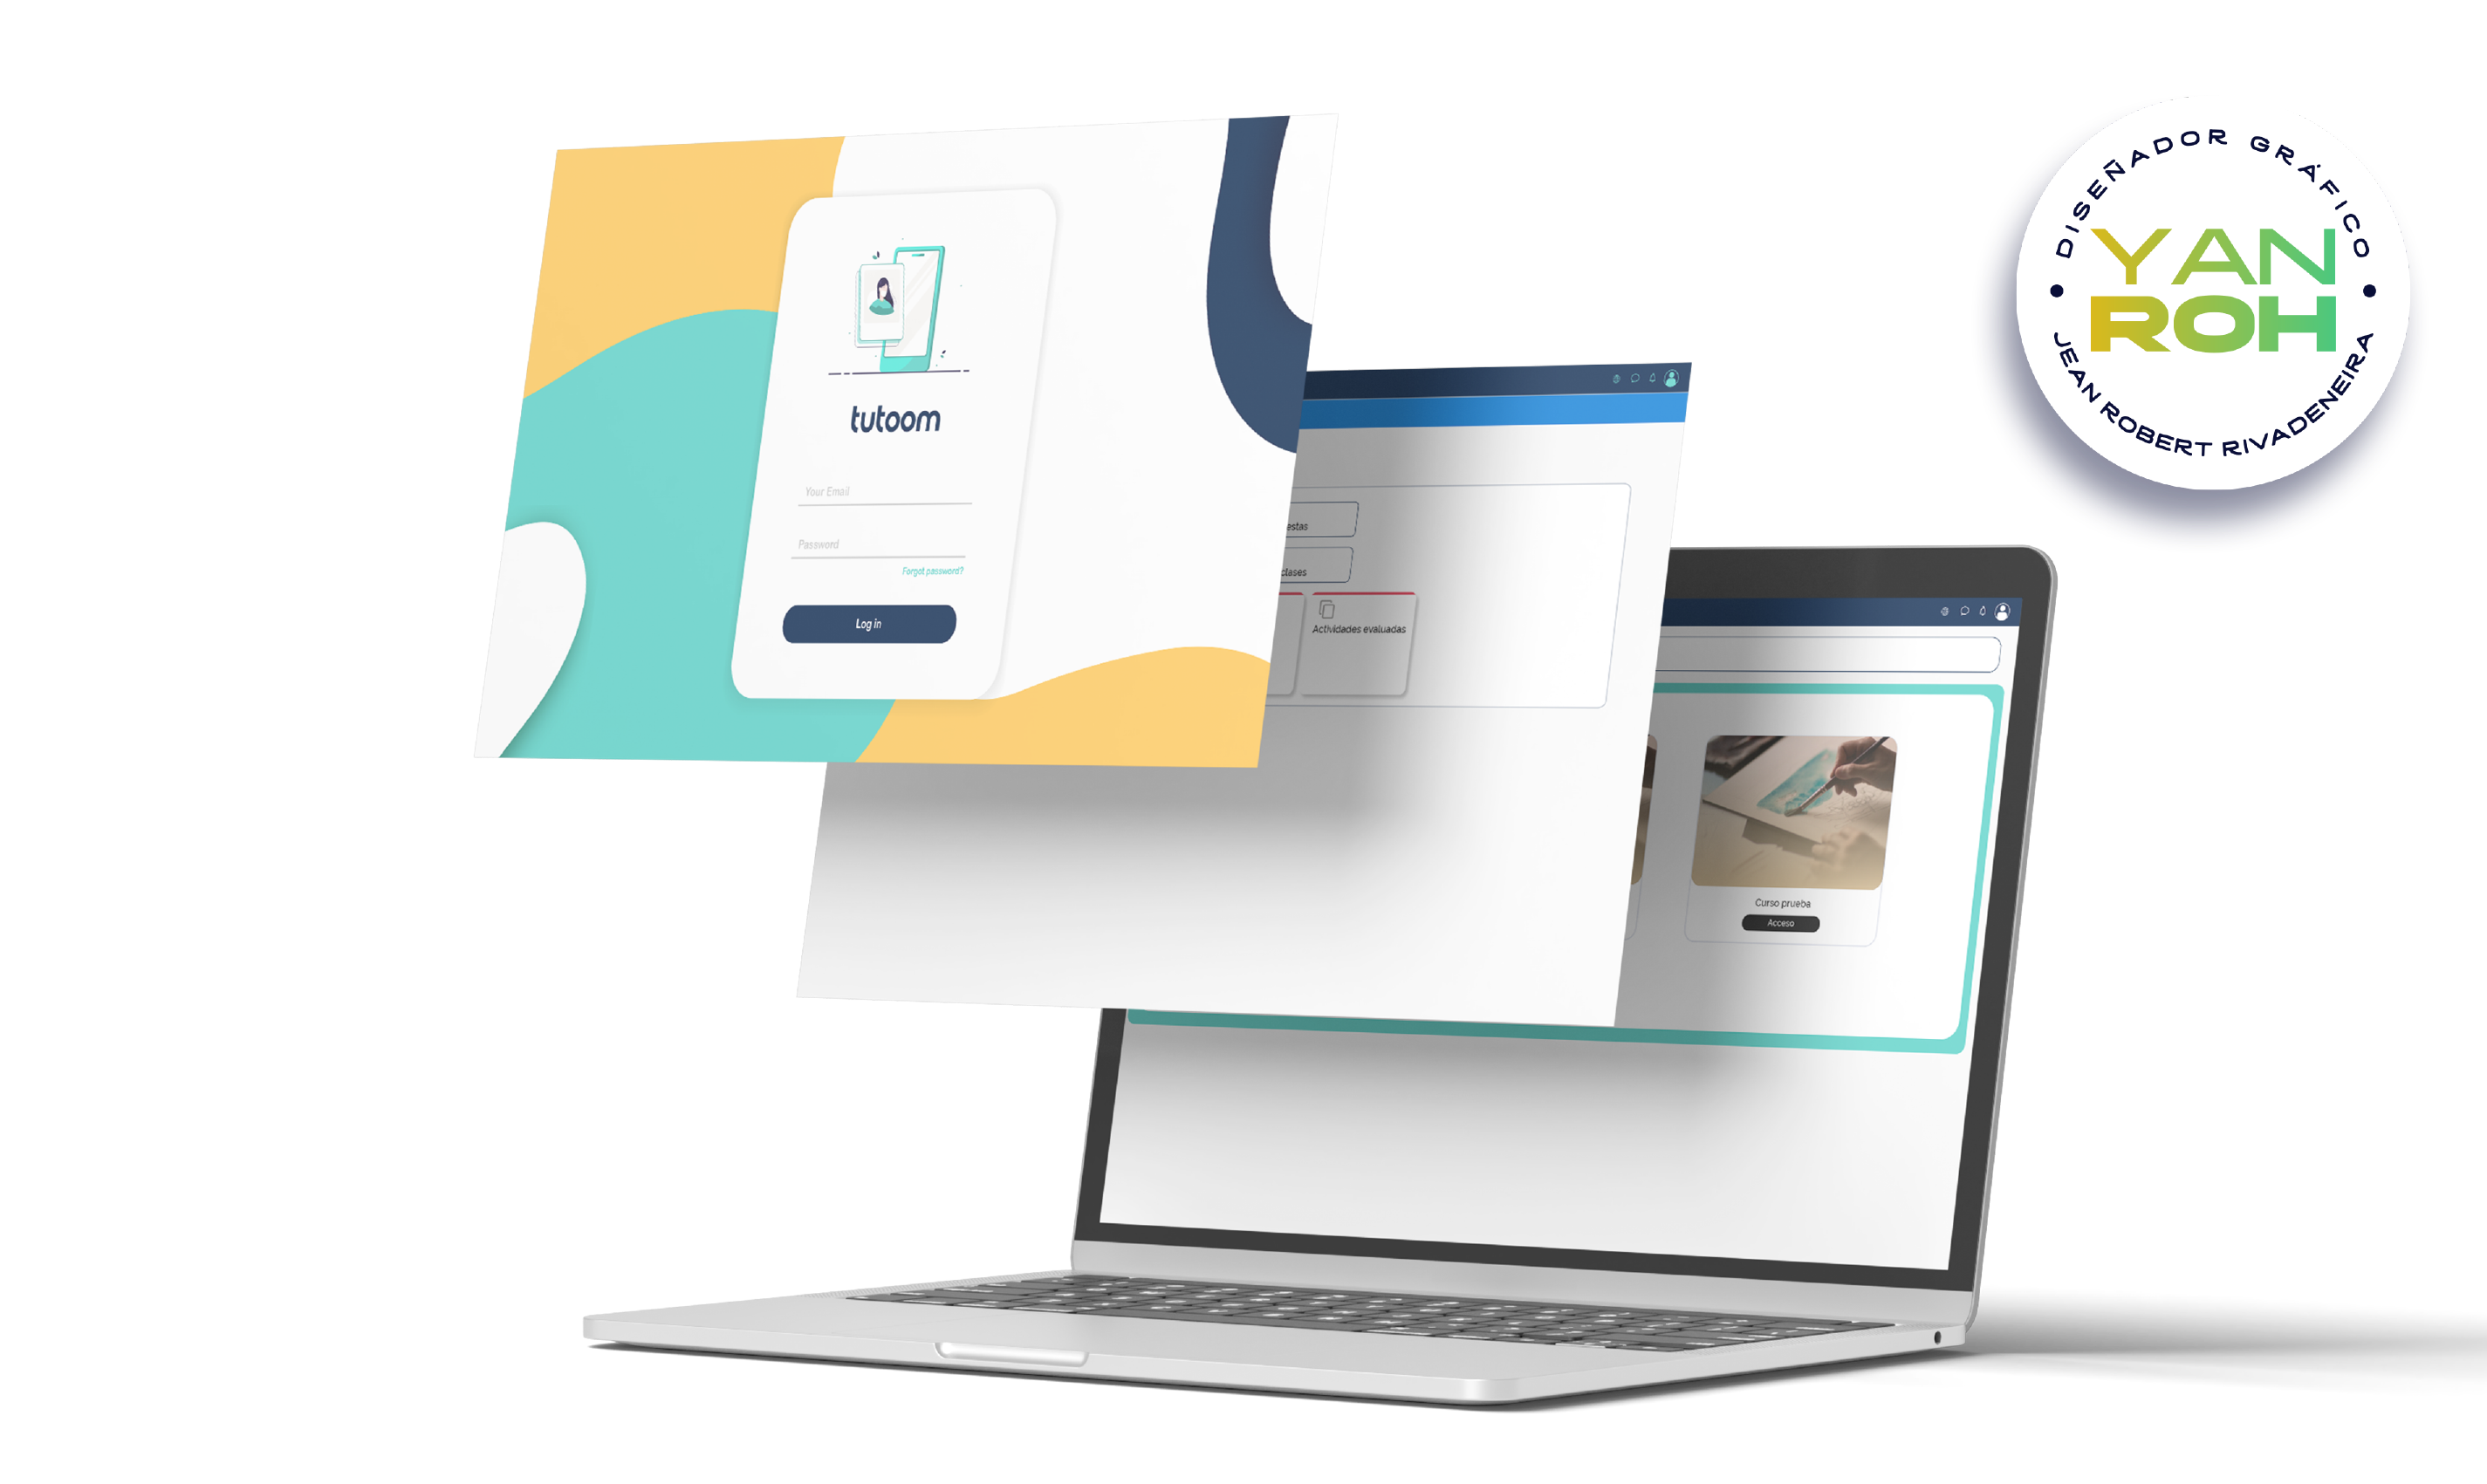 DISEÑADOR GRÁFICO
YAN
ROH
JEAN ROBERT RIVADENEIRA
tutoom
Your Email
Password
Forgot password?
Log in
clases
Actividades evaluadas
Curso prueba
Acceso